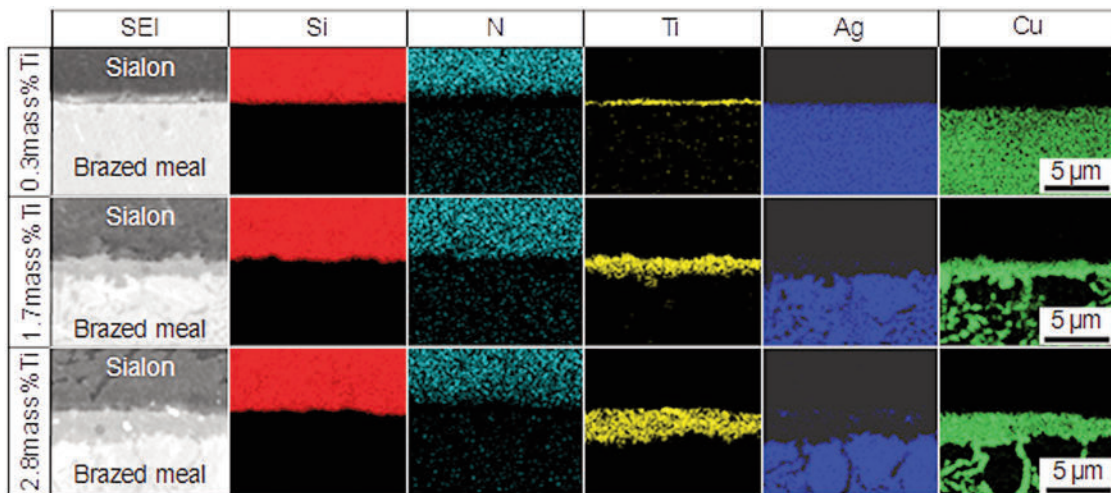 SEI Si N Ti Ag Cu
0.3mass% Ti
Sialon
Brazed meal
5 µm
1.7mass% Ti
Sialon
Brazed meal
5 µm
2.8mass% Ti
Sialon
Brazed meal
5 µm